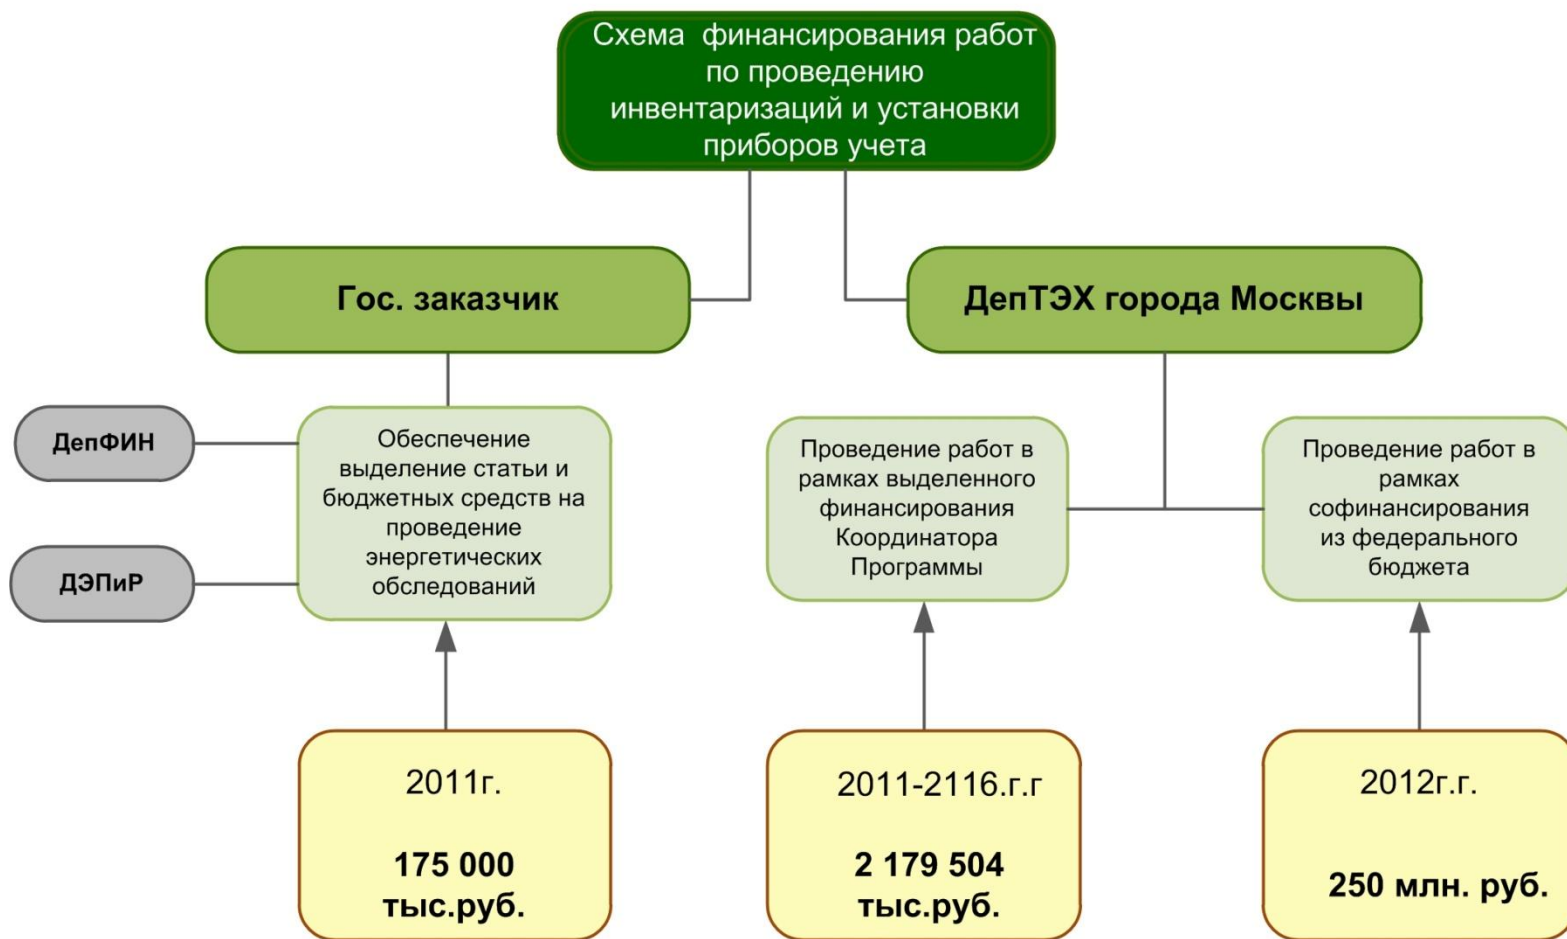 Схема финансирования работ
по проведению
инвентаризаций и установки
приборов учета
Гос. заказчик
ДепТЭХ города Москвы
ДепФИН
ДЭПиР
Обеспечение
выделение статьи и
бюджетных средств на
проведение
энергетических
обследований
Проведение работ в
рамках выделенного
финансирования
Координатора
Программы
Проведение работ в
рамках
софинансирования
из федерального
бюджета
2011г.
175 000
тыс.руб.
2011-2116.г.г
2 179 504
тыс.руб.
2012г.г.
250 млн. руб.